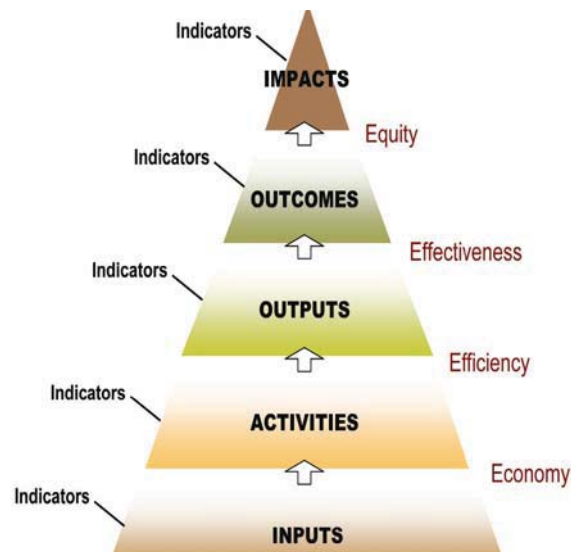 Indicators
IMPACTS
Equity
Indicators
OUTCOMES
Effectiveness
Indicators
OUTPUTS
Efficiency
Indicators
ACTIVITIES
Economy
Indicators
INPUTS